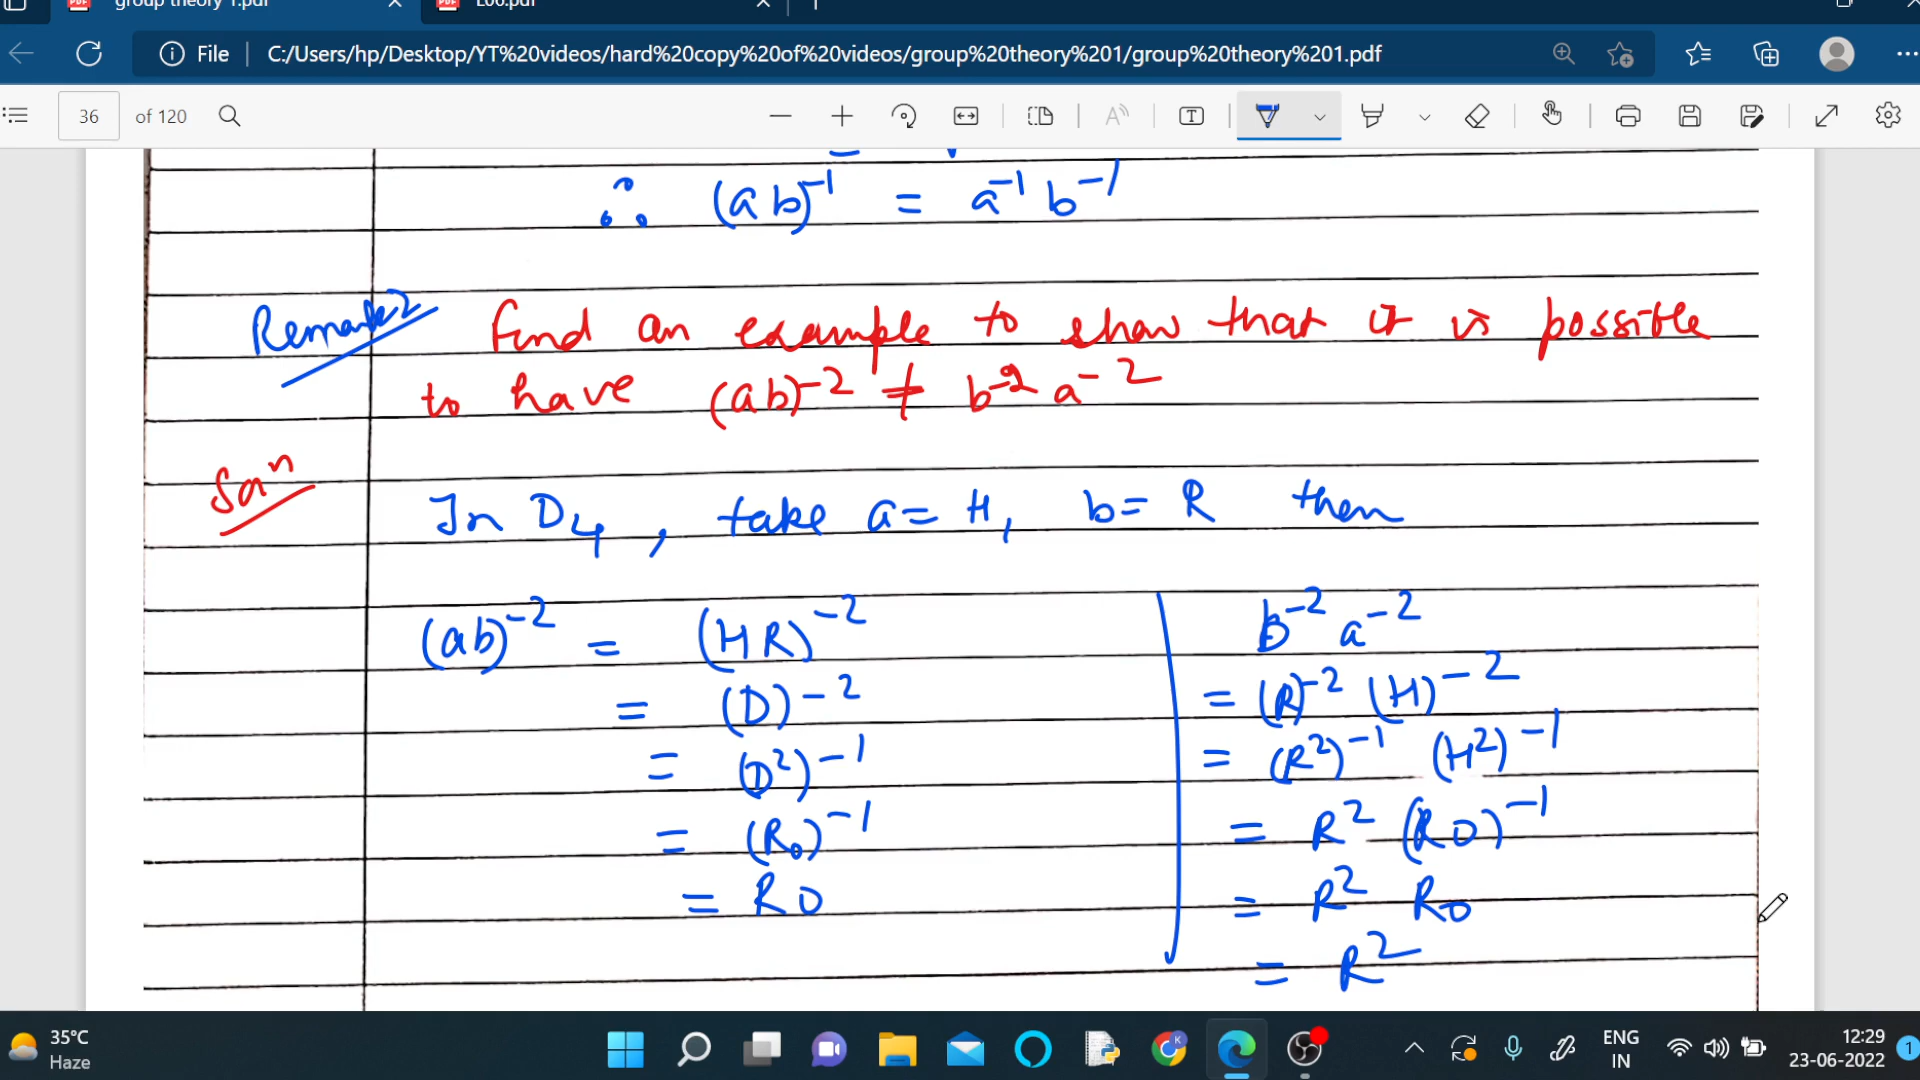 group theory 1.pdf
L06.pdf
File C:/Users/hp/Desktop/YT%20videos/hard%20copy%20of%20videos/group%20theory%201/group%20theory%201.pdf
36 of 120
∴ (ab)⁻¹ = a⁻¹ b⁻¹
Remark2 find an example to show that it is possible
to have (ab)⁻² ≠ b⁻² a⁻²
Solⁿ
In D₄, take a = H, b = R then
(ab)⁻² = (HR)⁻²
= (D)⁻²
= (D²)⁻¹
= (R₀)⁻¹
= R0
b⁻² a⁻²
= (R)⁻² (H)⁻²
= (R²)⁻¹ (H²)⁻¹
= R² (R0)⁻¹
= R² R₀
= R²
35°C
Haze
ENG
IN
12:29
23-06-2022
1